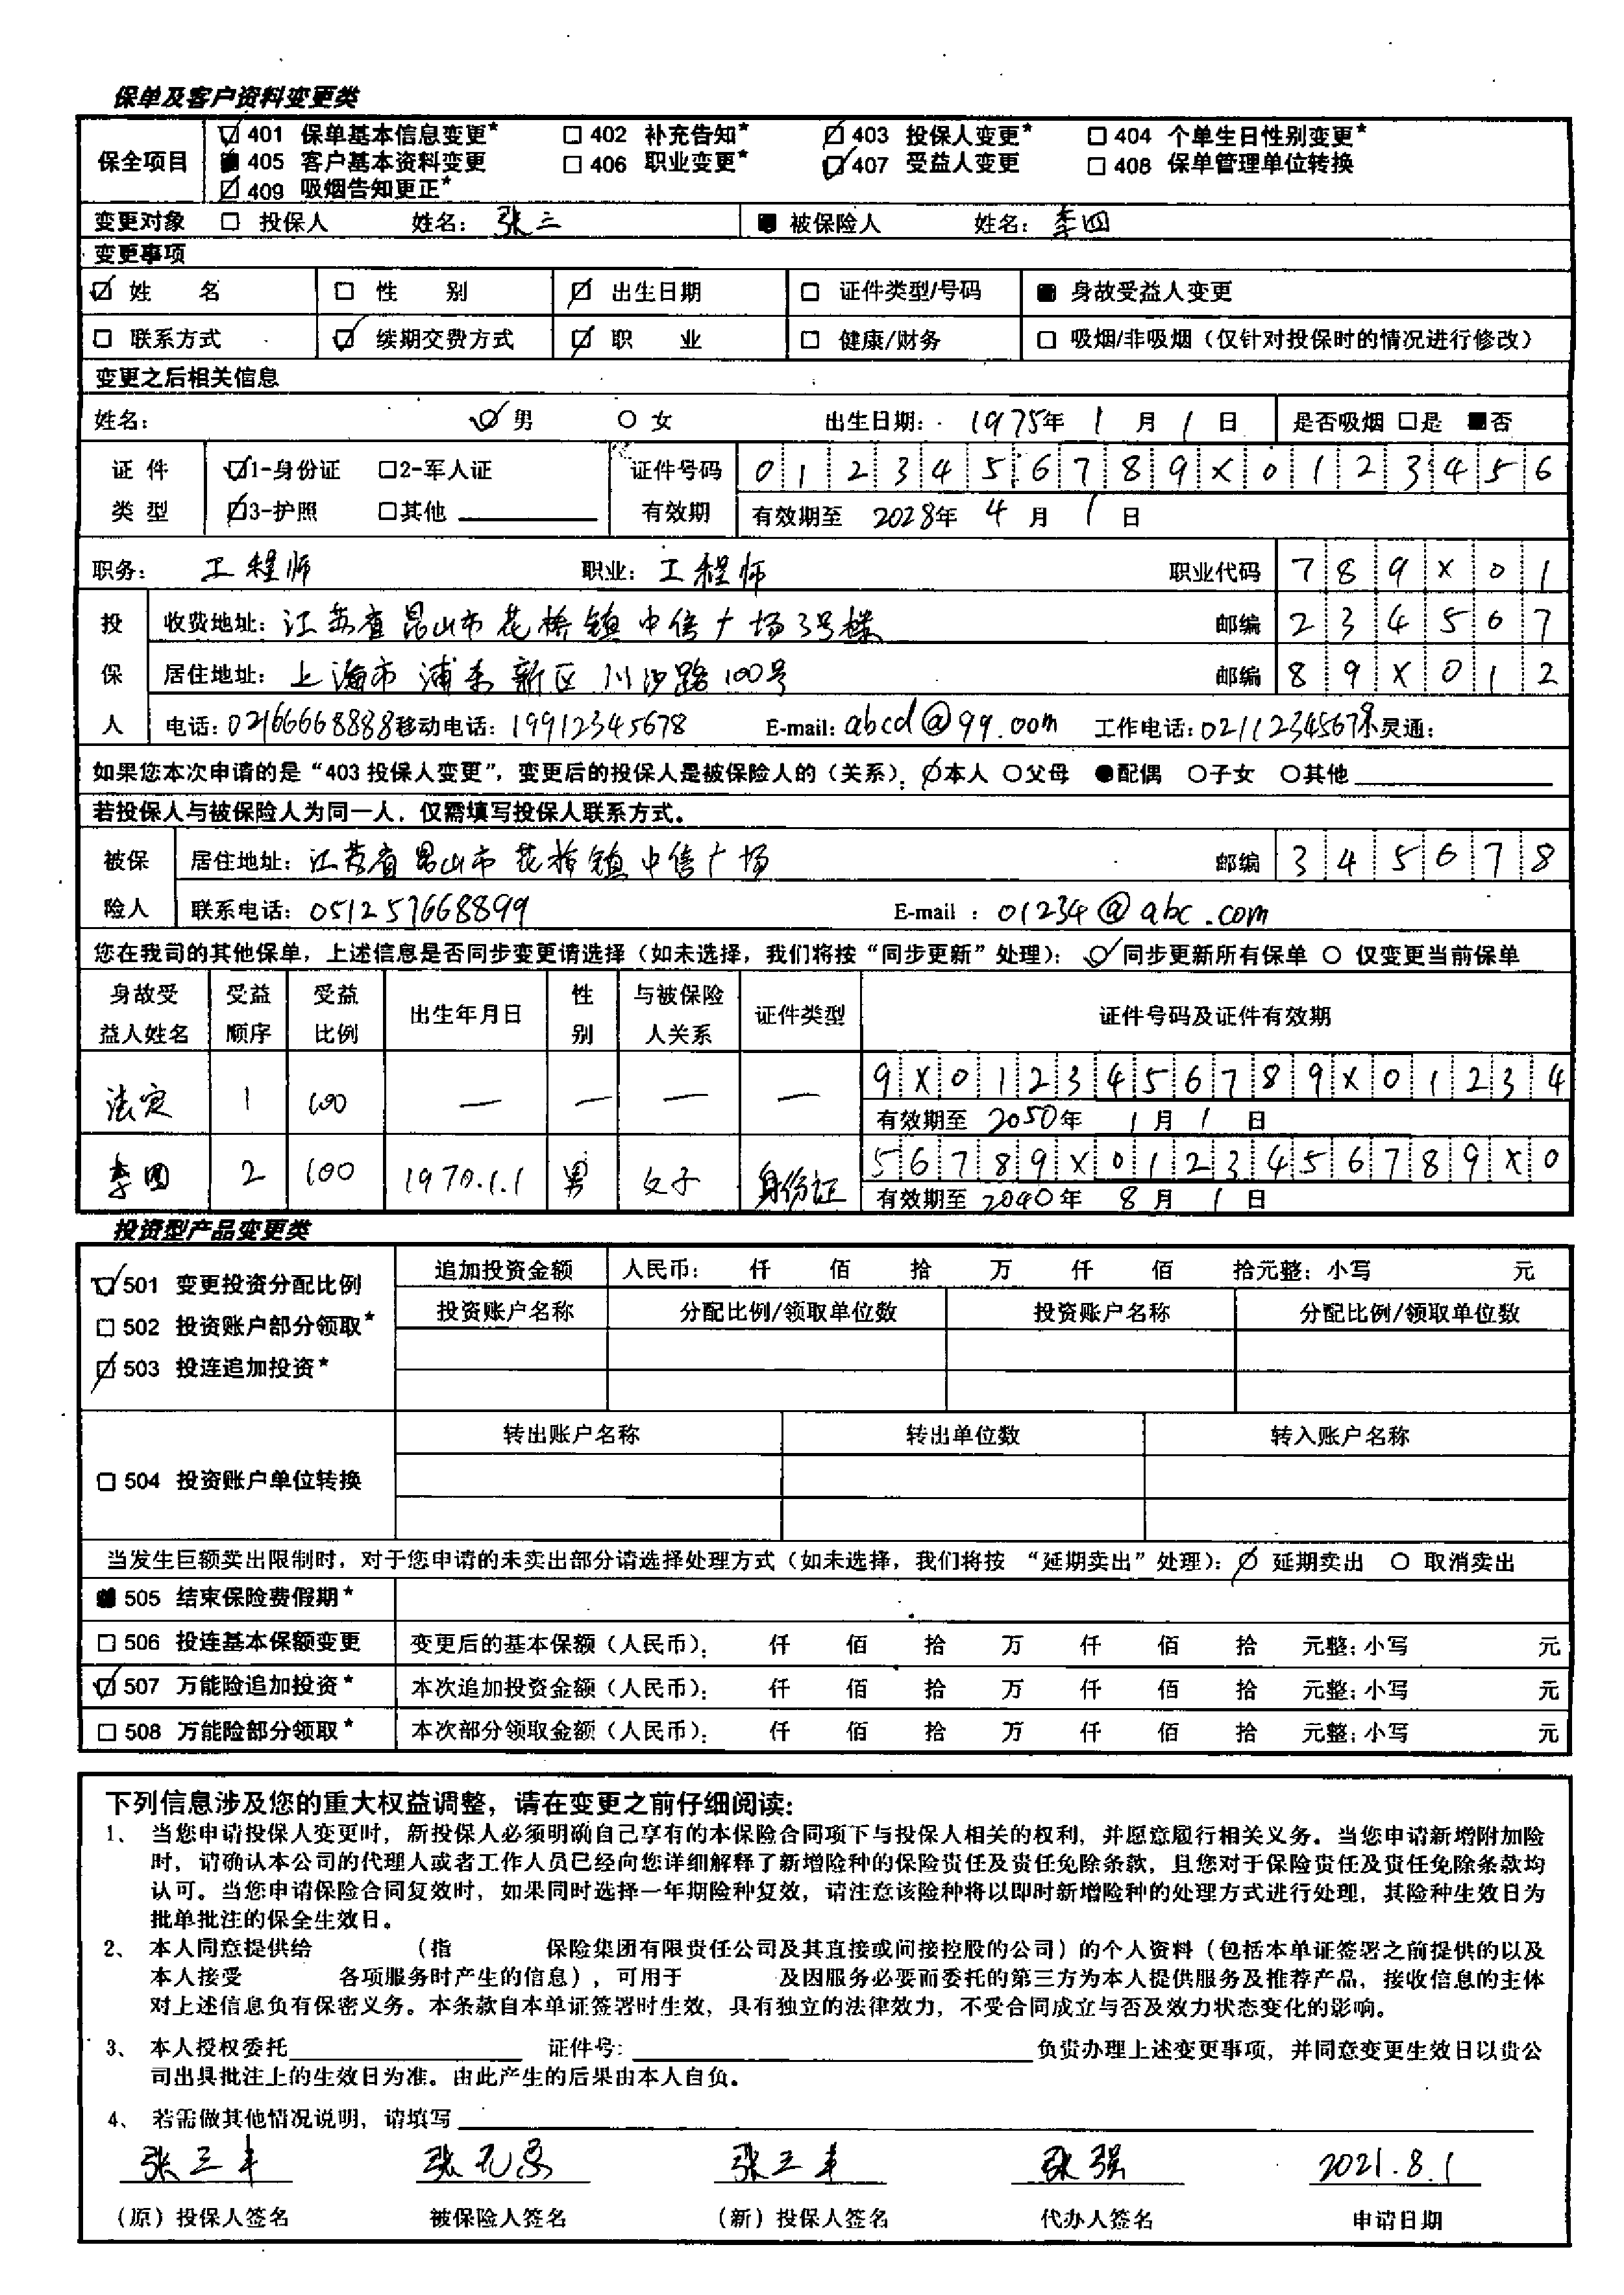 保单及客户资料变更类
保全项目 ☑ 401 保单基本信息变更* □ 402 补充告知* ☑ 403 投保人变更* □ 404 个单生日性别变更*
■ 405 客户基本资料变更 □ 406 职业变更* ☑ 407 受益人变更 □ 408 保单管理单位转换
☑ 409 吸烟告知更正*
变更对象 □ 投保人 姓名: 张三 ■ 被保险人 姓名: 李四
变更事项
☑ 姓 名 □ 性 别 ☑ 出生日期 □ 证件类型/号码 ■ 身故受益人变更
□ 联系方式 ☑ 续期交费方式 ☑ 职 业 □ 健康/财务 □ 吸烟/非吸烟（仅针对投保时的情况进行修改）
变更之后相关信息
姓名: ☑ 男 ○ 女 出生日期: 1975年 1 月 1 日 是否吸烟 □是 ■否
证 件 ☑1-身份证 □2-军人证 证件号码 0 1 2 3 4 5 6 7 8 9 X 0 1 2 3 4 5 6
类 型 ☑3-护照 □其他 有效期 有效期至 2028年 4 月 1 日
职务: 工程师 职业: 工程师 职业代码 7 8 9 X 0 1
投保人 收费地址: 江苏省昆山市花桥镇中信广场3号楼 邮编 2 3 4 5 6 7
居住地址: 上海市浦东新区川沙路100号 邮编 8 9 X 0 1 2
电话: 02166668888 移动电话: 19912345678 E-mail: abcd@99.com 工作电话: 02112345678 小灵通:
如果您本次申请的是“403 投保人变更”，变更后的投保人是被保险人的（关系）: ☑本人 ○父母 ●配偶 ○子女 ○其他
若投保人与被保险人为同一人，仅需填写投保人联系方式。
被保险人 居住地址: 江苏省昆山市花桥镇中信广场 邮编 3 4 5 6 7 8
联系电话: 051257668899 E-mail : 01234@abc.com
您在我司的其他保单，上述信息是否同步变更请选择（如未选择，我们将按“同步更新”处理）: ☑ 同步更新所有保单 ○ 仅变更当前保单
身故受益人姓名 受益顺序 受益比例 出生年月日 性别 与被保险人关系 证件类型 证件号码及证件有效期
法定 1 100 — — — — 9 X 0 1 2 3 4 5 6 7 8 9 X 0 1 2 3 4
有效期至 2050年 1 月 1 日
李四 2 100 1970.1.1 男 女子 身份证 5 6 7 8 9 X 0 1 2 3 4 5 6 7 8 9 X 0
有效期至 2040年 8 月 1 日
投资型产品变更类
☑ 501 变更投资分配比例 追加投资金额 人民币: 仟 佰 拾 万 仟 佰 拾元整; 小写 元
□ 502 投资账户部分领取* 投资账户名称 分配比例/领取单位数 投资账户名称 分配比例/领取单位数
☑ 503 投连追加投资*
□ 504 投资账户单位转换 转出账户名称 转出单位数 转入账户名称
当发生巨额卖出限制时，对于您申请的未卖出部分请选择处理方式（如未选择，我们将按 “延期卖出”处理）: ☑ 延期卖出 ○ 取消卖出
■ 505 结束保险费假期*
□ 506 投连基本保额变更 变更后的基本保额（人民币）: 仟 佰 拾 万 仟 佰 拾 元整; 小写 元
☑ 507 万能险追加投资* 本次追加投资金额（人民币）: 仟 佰 拾 万 仟 佰 拾 元整; 小写 元
□ 508 万能险部分领取* 本次部分领取金额（人民币）: 仟 佰 拾 万 仟 佰 拾 元整; 小写 元
下列信息涉及您的重大权益调整，请在变更之前仔细阅读:
1、 当您申请投保人变更时，新投保人必须明确自己享有的本保险合同项下与投保人相关的权利，并愿意履行相关义务。当您申请新增附加险
时，请确认本公司的代理人或者工作人员已经向您详细解释了新增险种的保险责任及责任免除条款，且您对于保险责任及责任免除条款均
认可。当您申请保险合同复效时，如果同时选择一年期险种复效，请注意该险种将以即时新增险种的处理方式进行处理，其险种生效日为
批单批注的保全生效日。
2、 本人同意提供给 （指 保险集团有限责任公司及其直接或间接控股的公司）的个人资料（包括本单证签署之前提供的以及
本人接受 各项服务时产生的信息），可用于 及因服务必要而委托的第三方为本人提供服务及推荐产品，接收信息的主体
对上述信息负有保密义务。本条款自本单证签署时生效，具有独立的法律效力，不受合同成立与否及效力状态变化的影响。
3、 本人授权委托 证件号: 负责办理上述变更事项，并同意变更生效日以贵公
司出具批注上的生效日为准。由此产生的后果由本人自负。
4、 若需做其他情况说明，请填写
张三丰 张无忌 张三丰 张强 2021.8.1
（原）投保人签名 被保险人签名 （新）投保人签名 代办人签名 申请日期